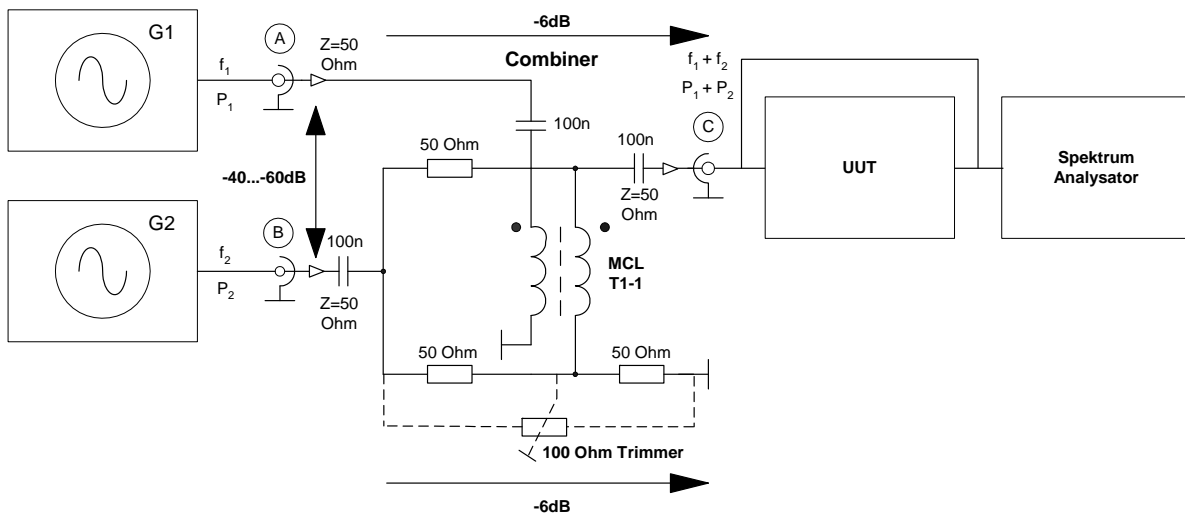 G1
A
Z=50
Ohm
-6dB
Combiner
f1
P1
f1 + f2
P1 + P2
C
100n
100n
50 Ohm
Z=50
Ohm
UUT
Spektrum
Analysator
-40...-60dB
G2
B
100n
f2
P2
Z=50
Ohm
MCL
T1-1
50 Ohm
50 Ohm
100 Ohm Trimmer
-6dB